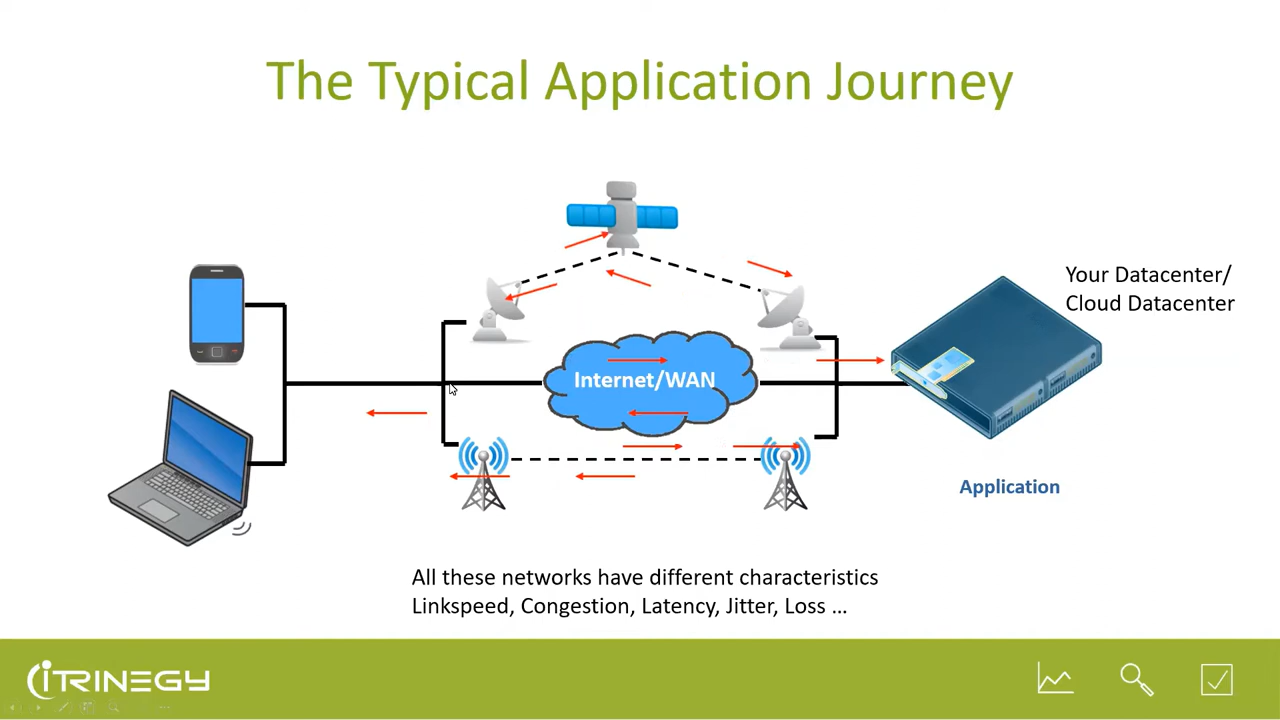 The Typical Application Journey
Your Datacenter/
Cloud Datacenter
Internet/WAN
Application
All these networks have different characteristics
Linkspeed, Congestion, Latency, Jitter, Loss ...
iTRINEGY